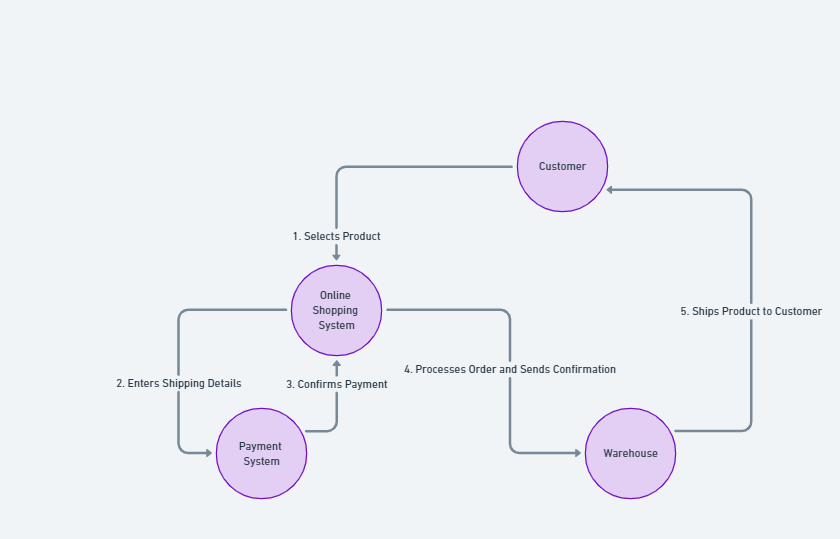 Customer
1. Selects Product
Online
Shopping
System
5. Ships Product to Customer
4. Processes Order and Sends Confirmation
2. Enters Shipping Details
3. Confirms Payment
Payment
System
Warehouse